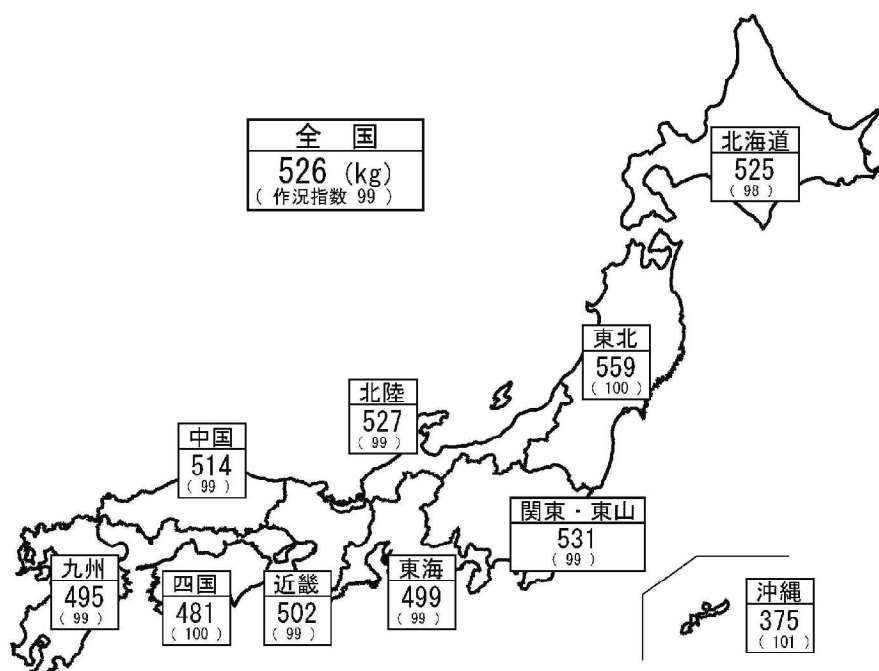 全 国
526 (kg)
( 作況指数 99 )
北海道
525
( 98 )
東北
559
( 100 )
北陸
527
( 99 )
中国
514
( 99 )
関東・東山
531
( 99 )
九州
495
( 99 )
四国
481
( 100 )
近畿
502
( 99 )
東海
499
( 99 )
沖縄
375
( 101 )